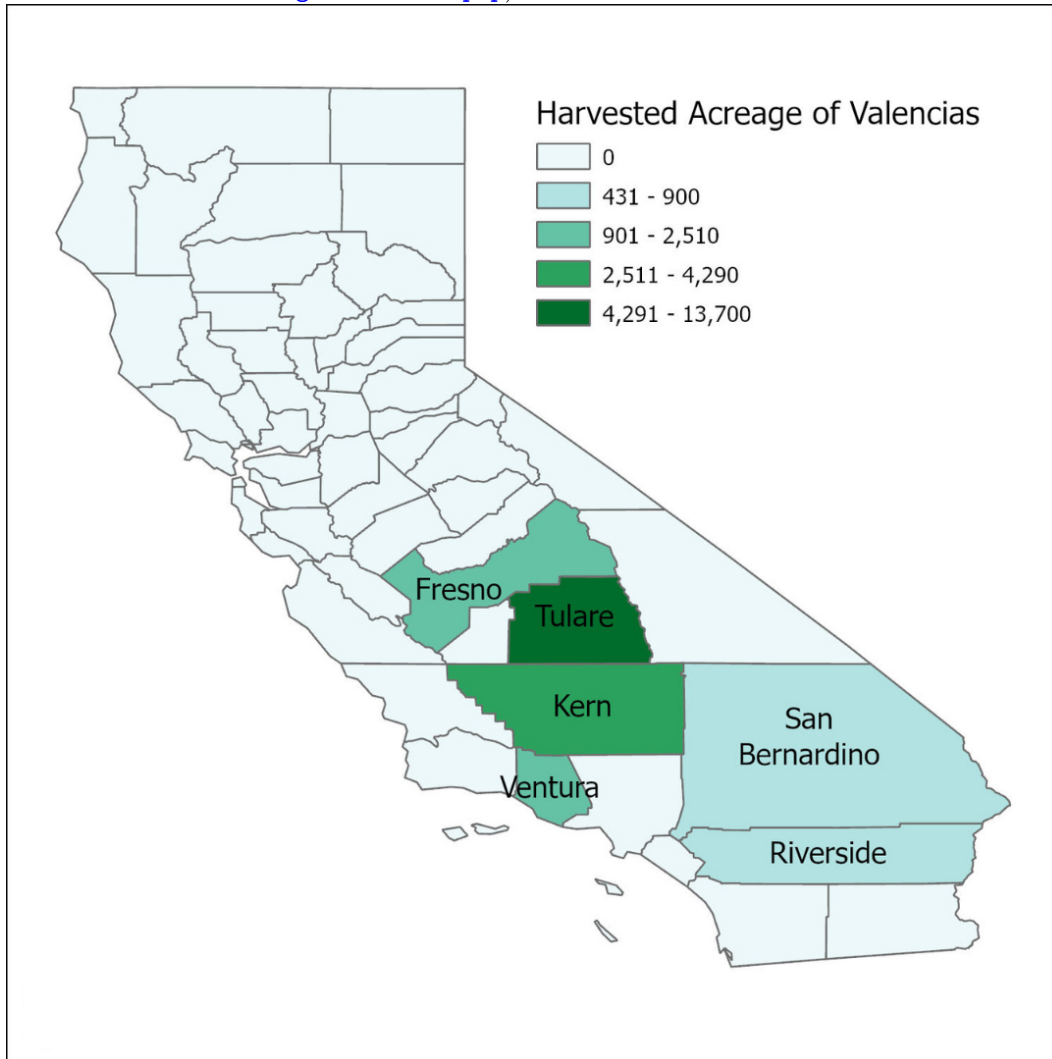 Harvested Acreage of Valencias
0
431 - 900
901 - 2,510
2,511 - 4,290
4,291 - 13,700
Fresno
Tulare
Kern
San
Bernardino
Ventura
Riverside